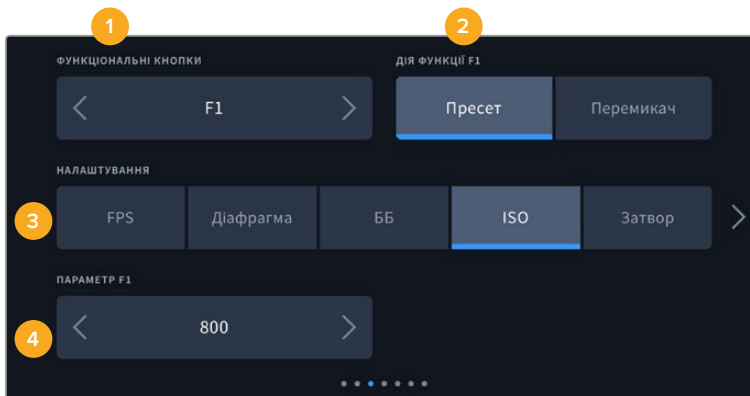 1 2
ФУНКЦІОНАЛЬНІ КНОПКИ ДІЯ ФУНКЦІЇ F1
F1 Пресет Перемикач
НАЛАШТУВАННЯ
3 FPS Діафрагма ББ ISO Затвор
ПАРАМЕТР F1
4 800